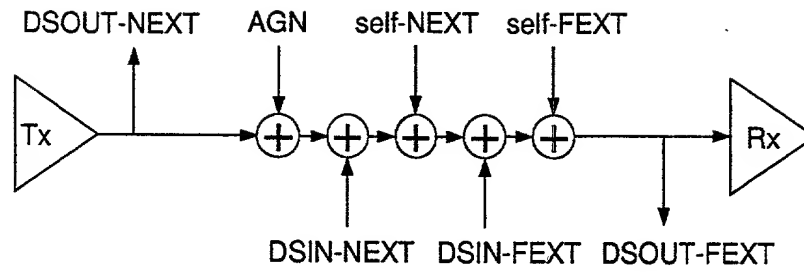 DSOUT-NEXT AGN self-NEXT self-FEXT
Tx + + + + + Rx
DSIN-NEXT DSIN-FEXT DSOUT-FEXT